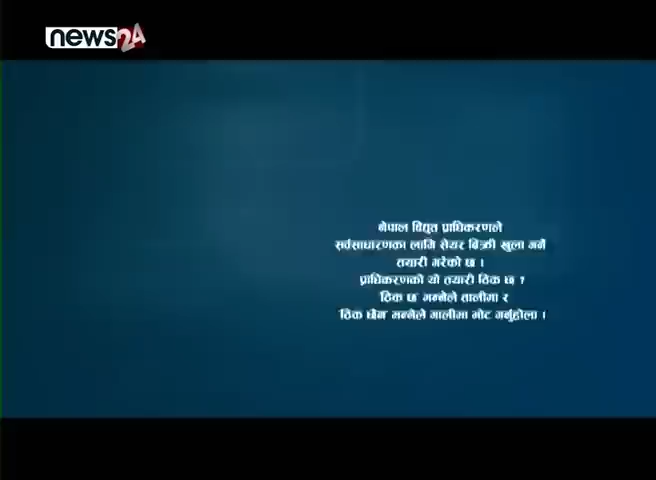 news24
नेपाल विद्युत प्राधिकरणले
सर्वसाधारणका लागि सेयर बिक्री खुला गर्ने
तयारी गरेको छ ।
प्राधिकरणको यो तयारी ठिक छ ?
ठिक छ भन्नेले तालीमा र
ठिक छैन भन्नेले गालीमा भोट गर्नुहोला ।